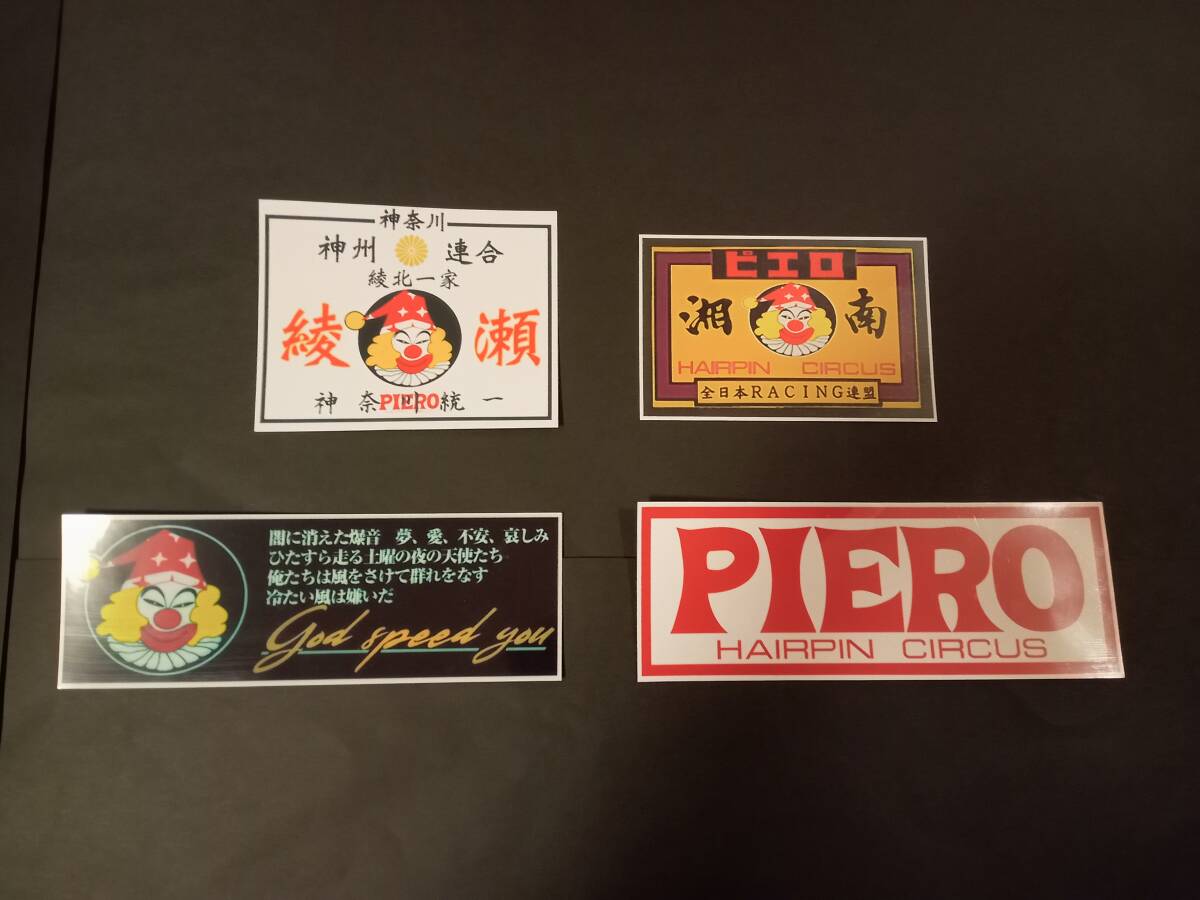 神奈川
神州 連合
綾北一家
綾 瀬
神奈川統一
PIERO
ピエロ
湘 南
HAIRPIN CIRCUS
全日本RACING連盟
闇に消えた爆音 夢、愛、不安、哀しみ
ひたすら走る土曜の夜の天使たち
俺たちは風をさけて群れをなす
冷たい風は嫌いだ
God speed you
PIERO
HAIRPIN CIRCUS